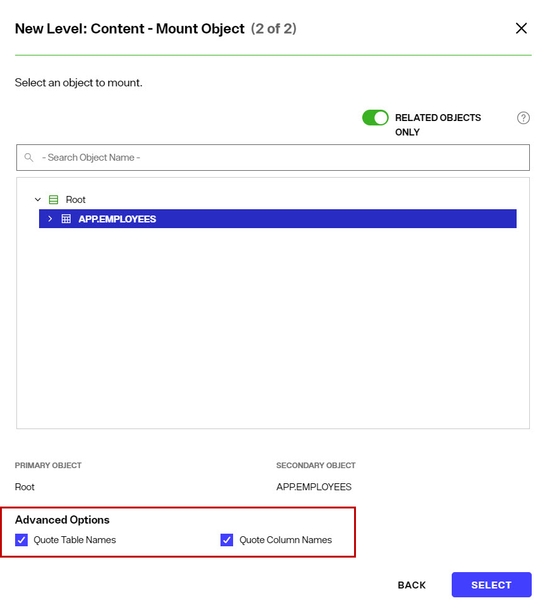 New Level: Content - Mount Object (2 of 2)
Select an object to mount.
RELATED OBJECTS
ONLY
?
- Search Object Name -
Root
APP.EMPLOYEES
PRIMARY OBJECT
SECONDARY OBJECT
Root
APP.EMPLOYEES
Advanced Options
Quote Table Names
Quote Column Names
BACK
SELECT